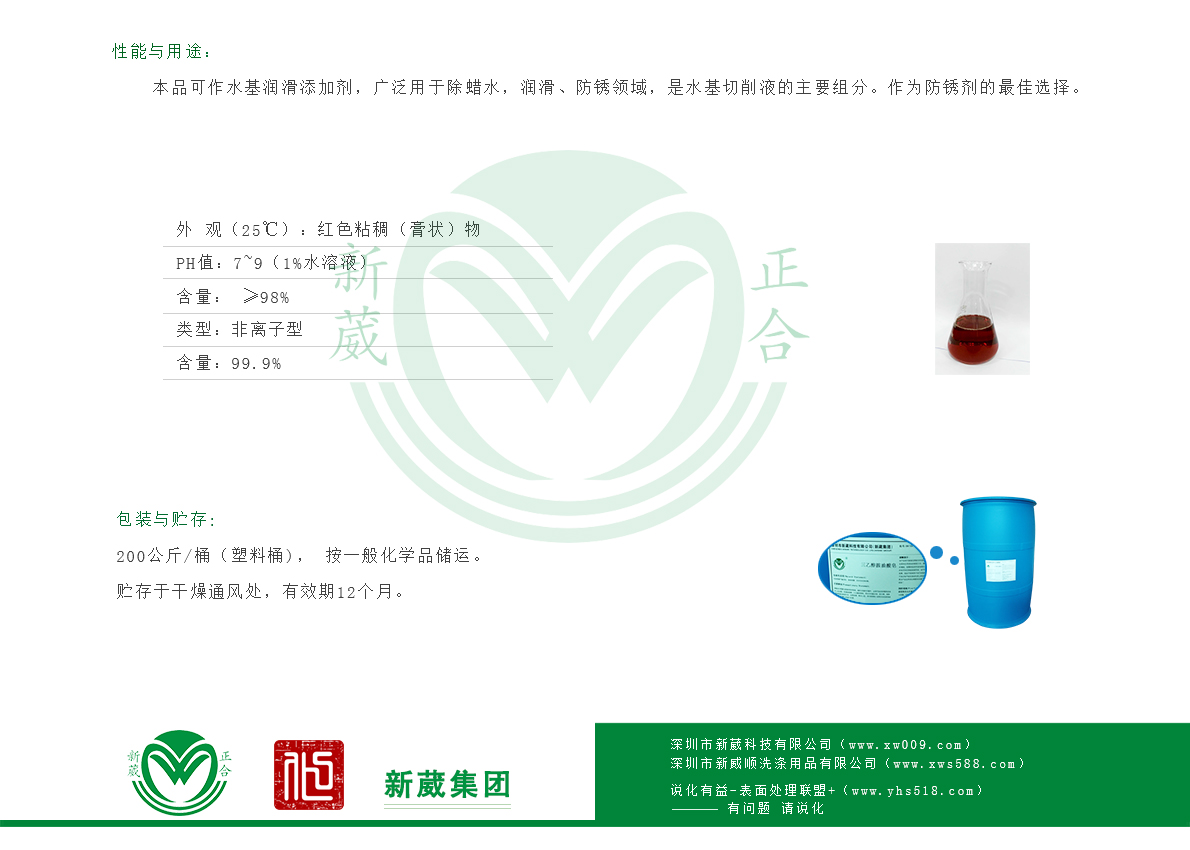 性能与用途：
本品可作水基润滑添加剂，广泛用于除蜡水，润滑、防锈领域，是水基切削液的主要组分。作为防锈剂的最佳选择。
外 观（25℃）：红色粘稠（膏状）物
PH值：7~9（1%水溶液）
含量： ≥98%
类型：非离子型
含量：99.9%
新葳
正合
包装与贮存：
200公斤/桶（塑料桶）， 按一般化学品储运。
贮存于干燥通风处，有效期12个月。
三乙醇胺油酸皂
新葳
正合
新葳集团
深圳市新葳科技有限公司（www.xw009.com）
深圳市新威顺洗涤用品有限公司（www.xws588.com）
说化有益-表面处理联盟+（www.yhs518.com）
——— 有问题 请说化